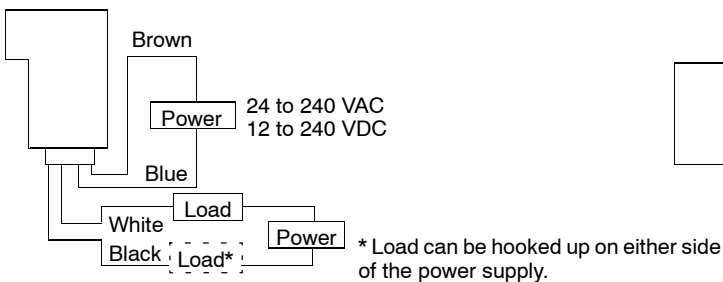 Brown
24 to 240 VAC
Power
12 to 240 VDC
Blue
Load
White
Power
Black
Load*
* Load can be hooked up on either side
of the power supply.